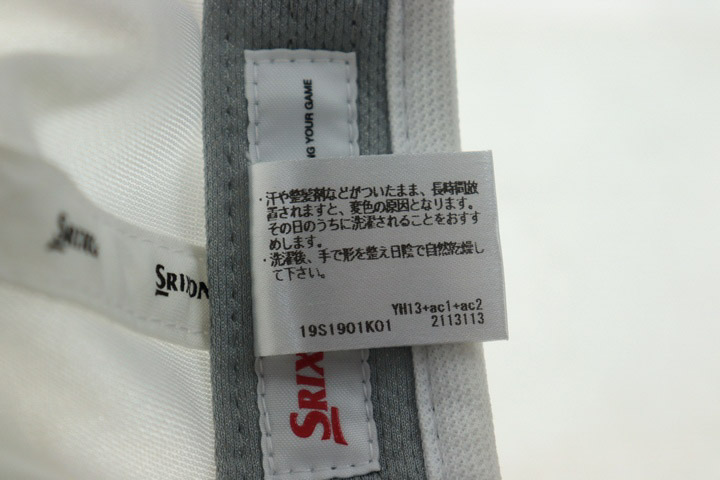 NG YOUR GAME
・汗や整髪剤などがついたまま、長時間放
置されますと、変色の原因となります。
その日のうちに洗濯されることをおすす
めします。
・洗濯後、手で形を整え日陰で自然乾燥し
て下さい。
YH13+ac1+ac2
19S1901K01 2113113
SRIX
SRIXON